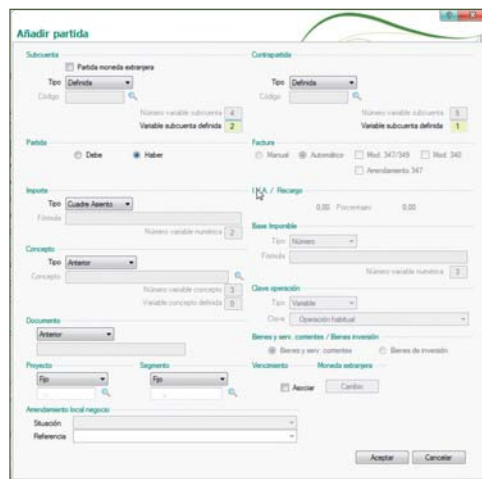 Añadir partida
Subcuenta
Partida moneda extranjera
Tipo Definida
Código
Número variable subcuenta 4
Variable subcuenta definida 2
Contrapartida
Tipo Definida
Código
Número variable subcuenta 5
Variable subcuenta definida 1
Partida
Debe Haber
Factura
Manual Automático Mod. 347/349 Mod. 340
Arrendamiento 347
Importe
Tipo Cuadre Asiento
Fórmula
Número variable numérica 2
I.V.A. / Recargo
0,00 Porcentajes 0,00
Base Imponible
Tipo Número
Fórmula
Número variable numérica 3
Concepto
Tipo Anterior
Concepto
Número variable concepto 3
Variable concepto definida 0
Clave operación
Tipo Variable
Clave Operación habitual
Documento
Anterior
Bienes y serv. corrientes / Bienes inversión
Bienes y serv. corrientes Bienes de inversión
Proyecto Segmento
Fijo Fijo
Vencimiento Moneda extranjera
Asociar Cambio
Arrendamiento local negocio
Situación
Referencia
Aceptar Cancelar